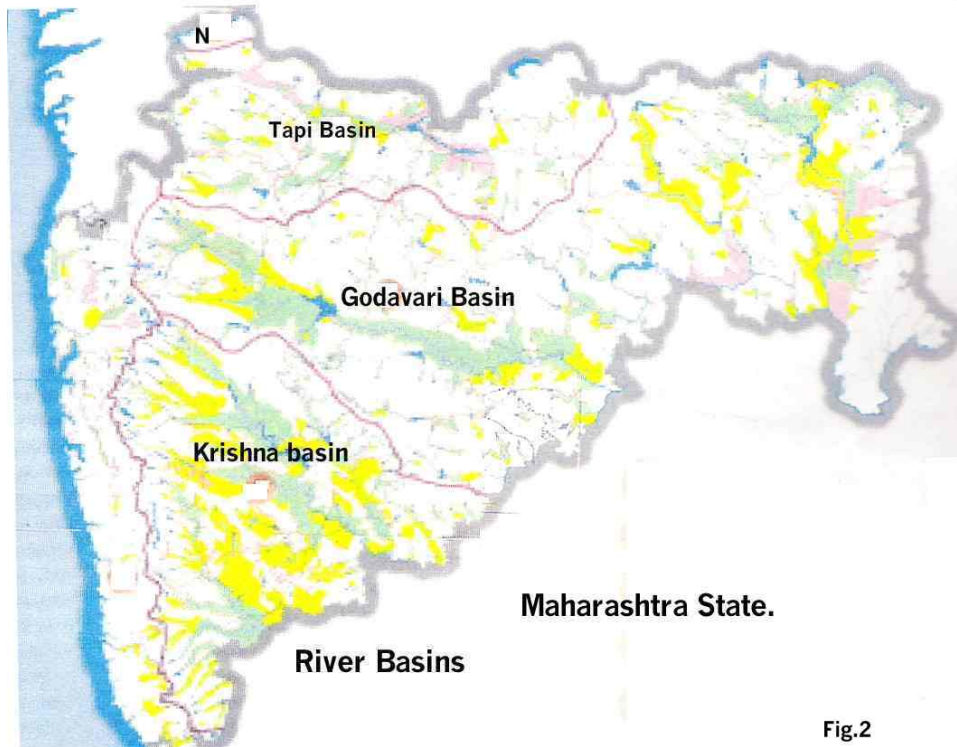 N
Tapi Basin
Godavari Basin
Krishna basin
Maharashtra State.
River Basins
Fig.2